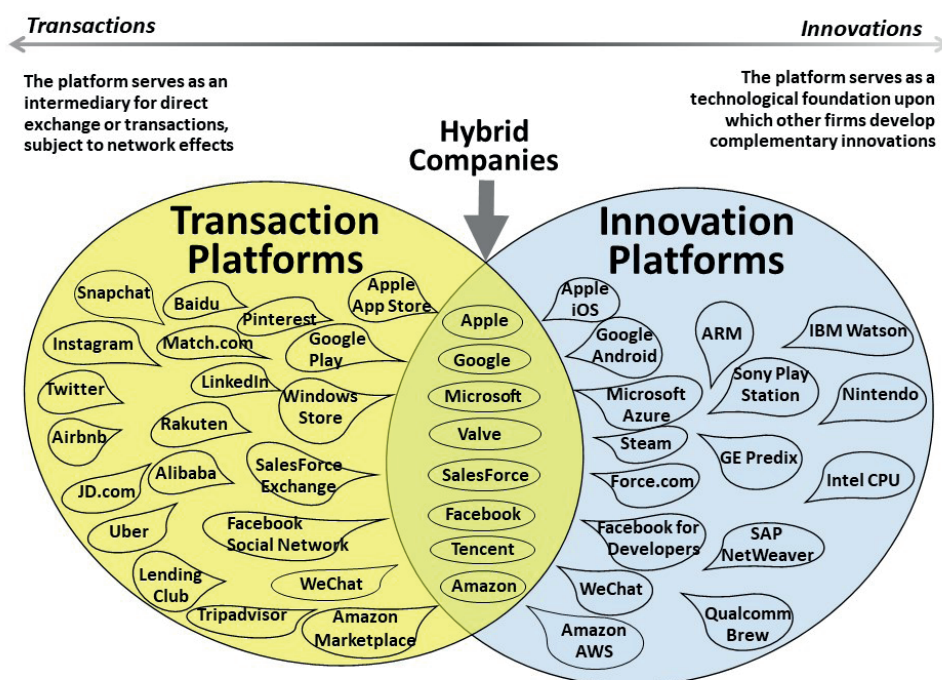 Transactions
Innovations
The platform serves as an
intermediary for direct
exchange or transactions,
subject to network effects
The platform serves as a
technological foundation upon
which other firms develop
complementary innovations
Hybrid
Companies
Transaction
Platforms
Innovation
Platforms
Snapchat
Baidu
Pinterest
Apple
App Store
Instagram
Match.com
Google
Play
Twitter
LinkedIn
Windows
Store
Airbnb
Rakuten
JD.com
Alibaba
SalesForce
Exchange
Uber
Facebook
Social Network
Lending
Club
WeChat
Tripadvisor
Amazon
Marketplace
Apple
Google
Microsoft
Valve
SalesForce
Facebook
Tencent
Amazon
Apple
iOS
Google
Android
ARM
IBM Watson
Microsoft
Azure
Sony Play
Station
Nintendo
Steam
GE Predix
Force.com
Intel CPU
Facebook for
Developers
SAP
NetWeaver
WeChat
Amazon
AWS
Qualcomm
Brew